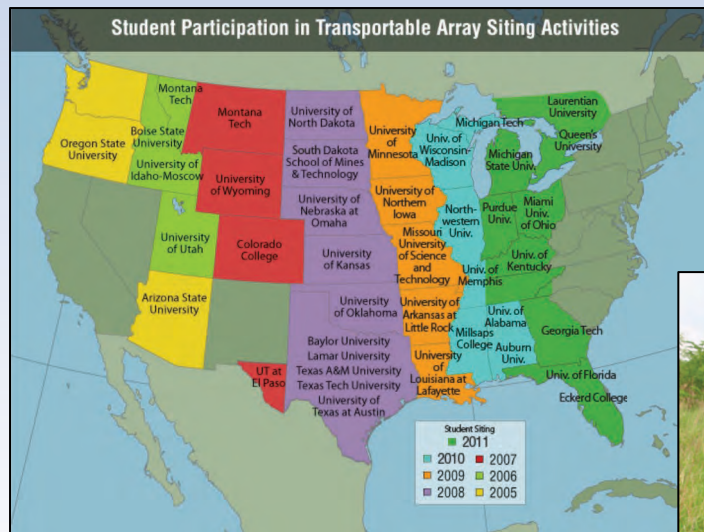 Student Participation in Transportable Array Siting Activities
Montana
Tech
Montana
Tech
University of
North Dakota
Laurentian
University
Michigan Tech
Boise State
University
Oregon State
University
University
of
Minnesota
Univ. of
Wisconsin-
Madison
Queen's
University
South Dakota
School of Mines
& Technology
Michigan
State Univ.
University of
Idaho-Moscow
University
of Wyoming
University of
Nebraska at
Omaha
University of
Northern
Iowa
North-
western
Univ.
Purdue
Univ.
Miami
Univ.
of Ohio
University
of Utah
Colorado
College
University
of Kansas
Missouri
University
of Science
and
Technology
Univ. of
Kentucky
Univ. of
Memphis
Arizona State
University
University
of Oklahoma
University of
Arkansas at
Little Rock
Univ. of
Alabama
Millsaps
College
Auburn
Univ.
Georgia Tech
Baylor University
Lamar University
Texas A&M University
Texas Tech University
University of
Texas at Austin
UT at
El Paso
University
of
Louisiana at
Lafayette
Univ. of Florida
Eckerd College
Student Siting
2011
2010
2007
2009
2006
2008
2005